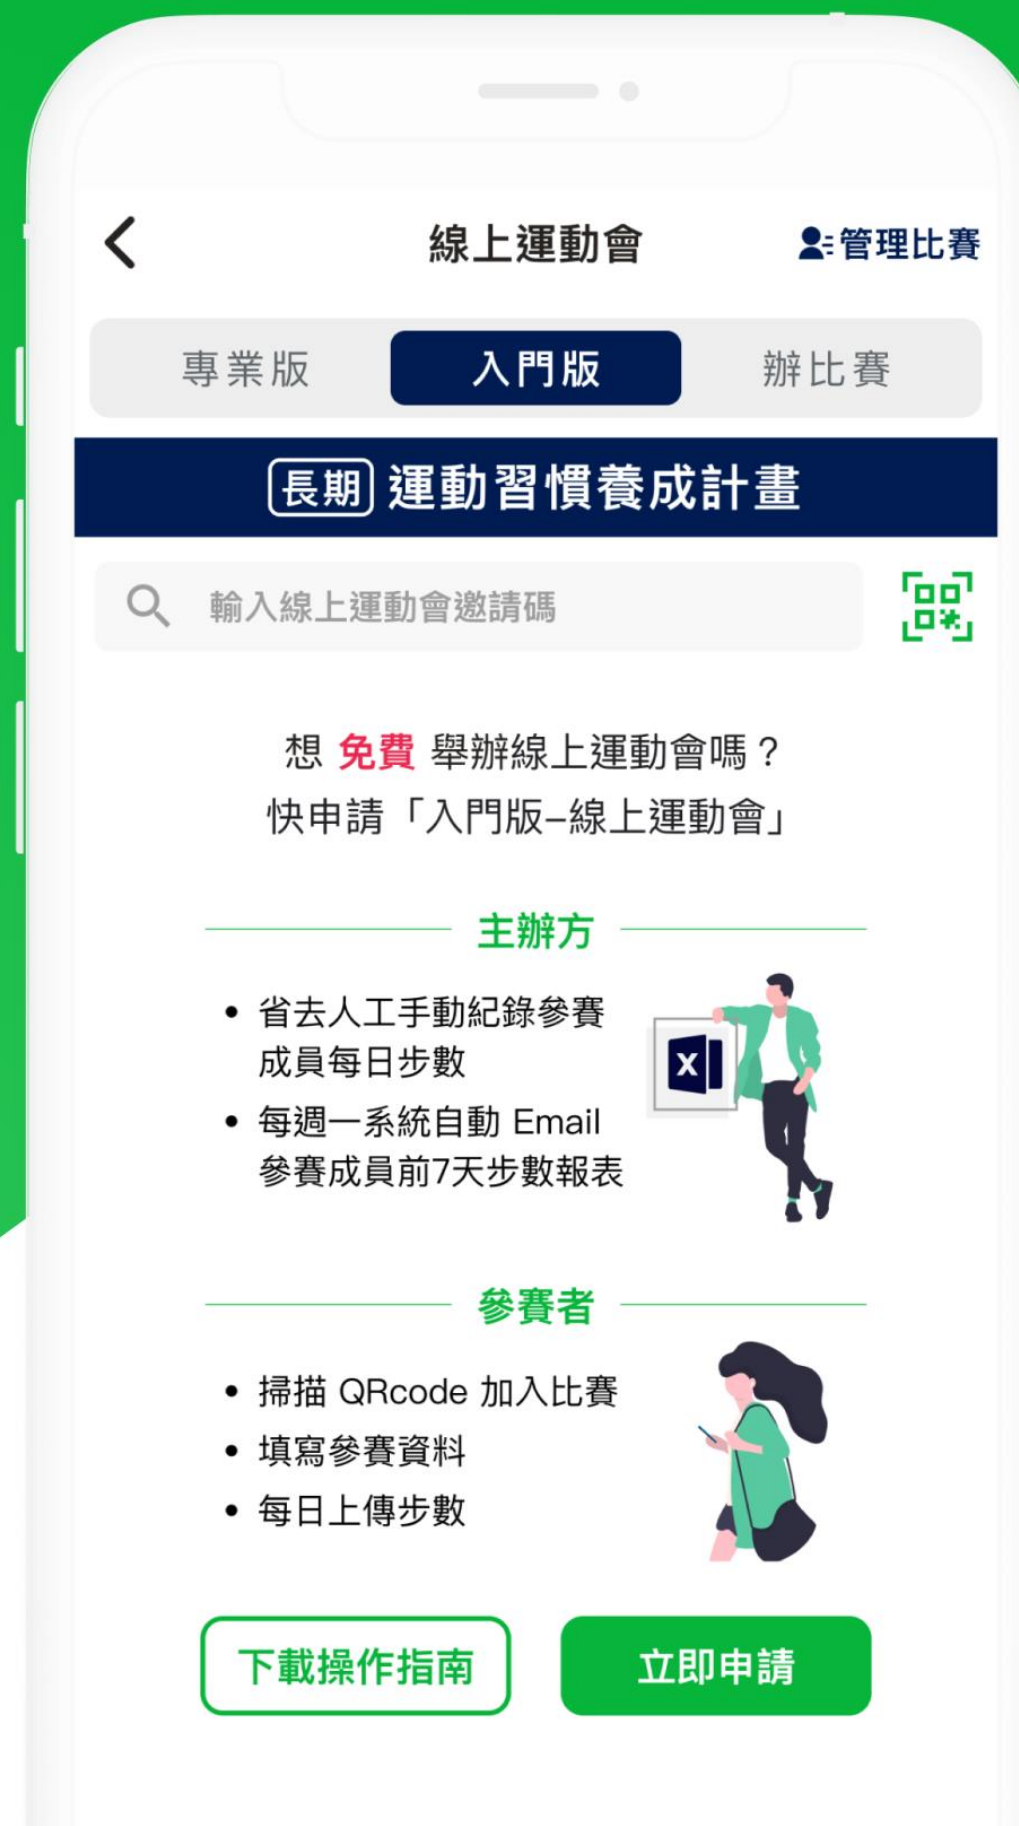 線上運動會
管理比賽
專業版
入門版
辦比賽
長期 運動習慣養成計畫
輸入線上運動會邀請碼
想 免費 舉辦線上運動會嗎？
快申請「入門版–線上運動會」
主辦方
• 省去人工手動紀錄參賽
成員每日步數
• 每週一系統自動 Email
參賽成員前7天步數報表
X
參賽者
• 掃描 QRcode 加入比賽
• 填寫參賽資料
• 每日上傳步數
下載操作指南
立即申請